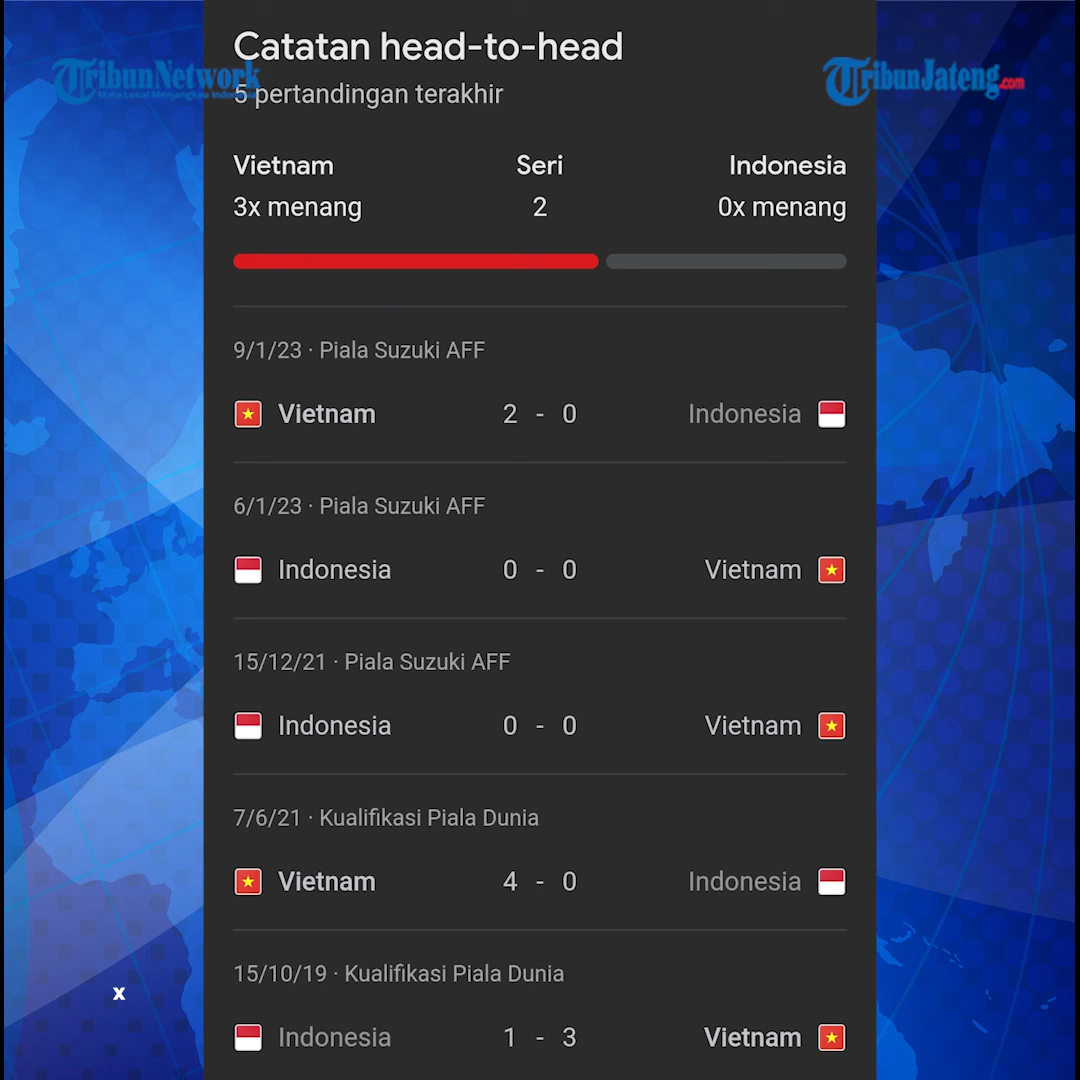 Catatan head-to-head
TribunNetwork
TribunJateng.com
5 pertandingan terakhir
Vietnam Seri Indonesia
3x menang 2 0x menang
9/1/23 · Piala Suzuki AFF
Vietnam 2 - 0 Indonesia
6/1/23 · Piala Suzuki AFF
Indonesia 0 - 0 Vietnam
15/12/21 · Piala Suzuki AFF
Indonesia 0 - 0 Vietnam
7/6/21 · Kualifikasi Piala Dunia
Vietnam 4 - 0 Indonesia
15/10/19 · Kualifikasi Piala Dunia
x
Indonesia 1 - 3 Vietnam